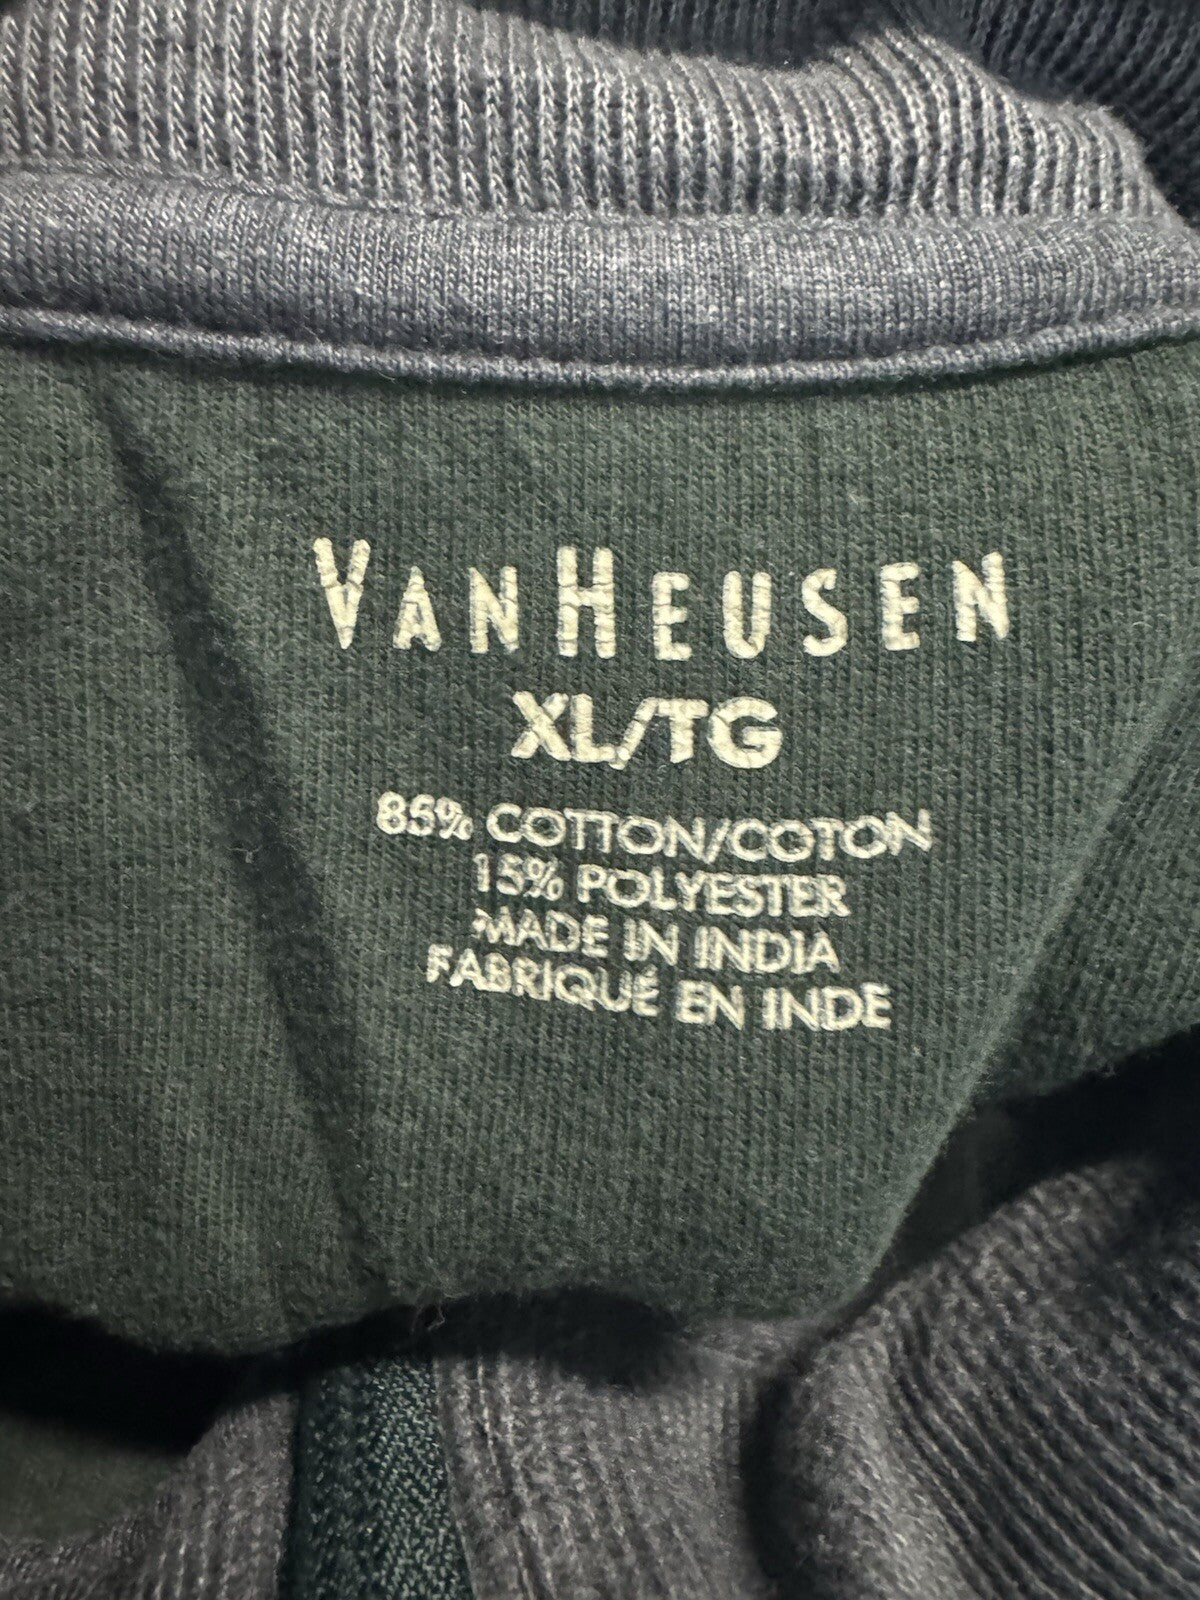 VANHEUSEN
XL/TG
85% COTTON/COTON
15% POLYESTER
MADE IN INDIA
FABRIQUÉ EN INDE